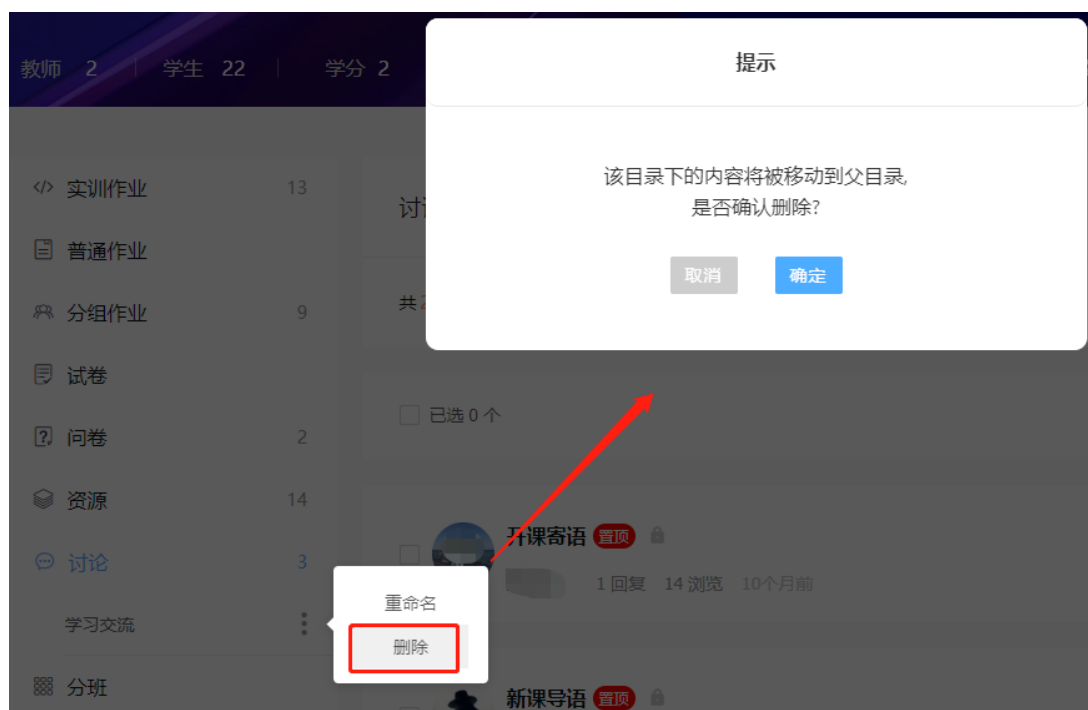 教师 2 学生 22 学分 2
提示
该目录下的内容将被移动到父目录,
是否确认删除?
取消 确定
实训作业 13
普通作业
分组作业 9
试卷
问卷 2
资源 14
讨论 3
学习交流
分班
共
已选 0 个
开课寄语 置顶
1 回复 14 浏览 10个月前
重命名
删除
新课导语 置顶